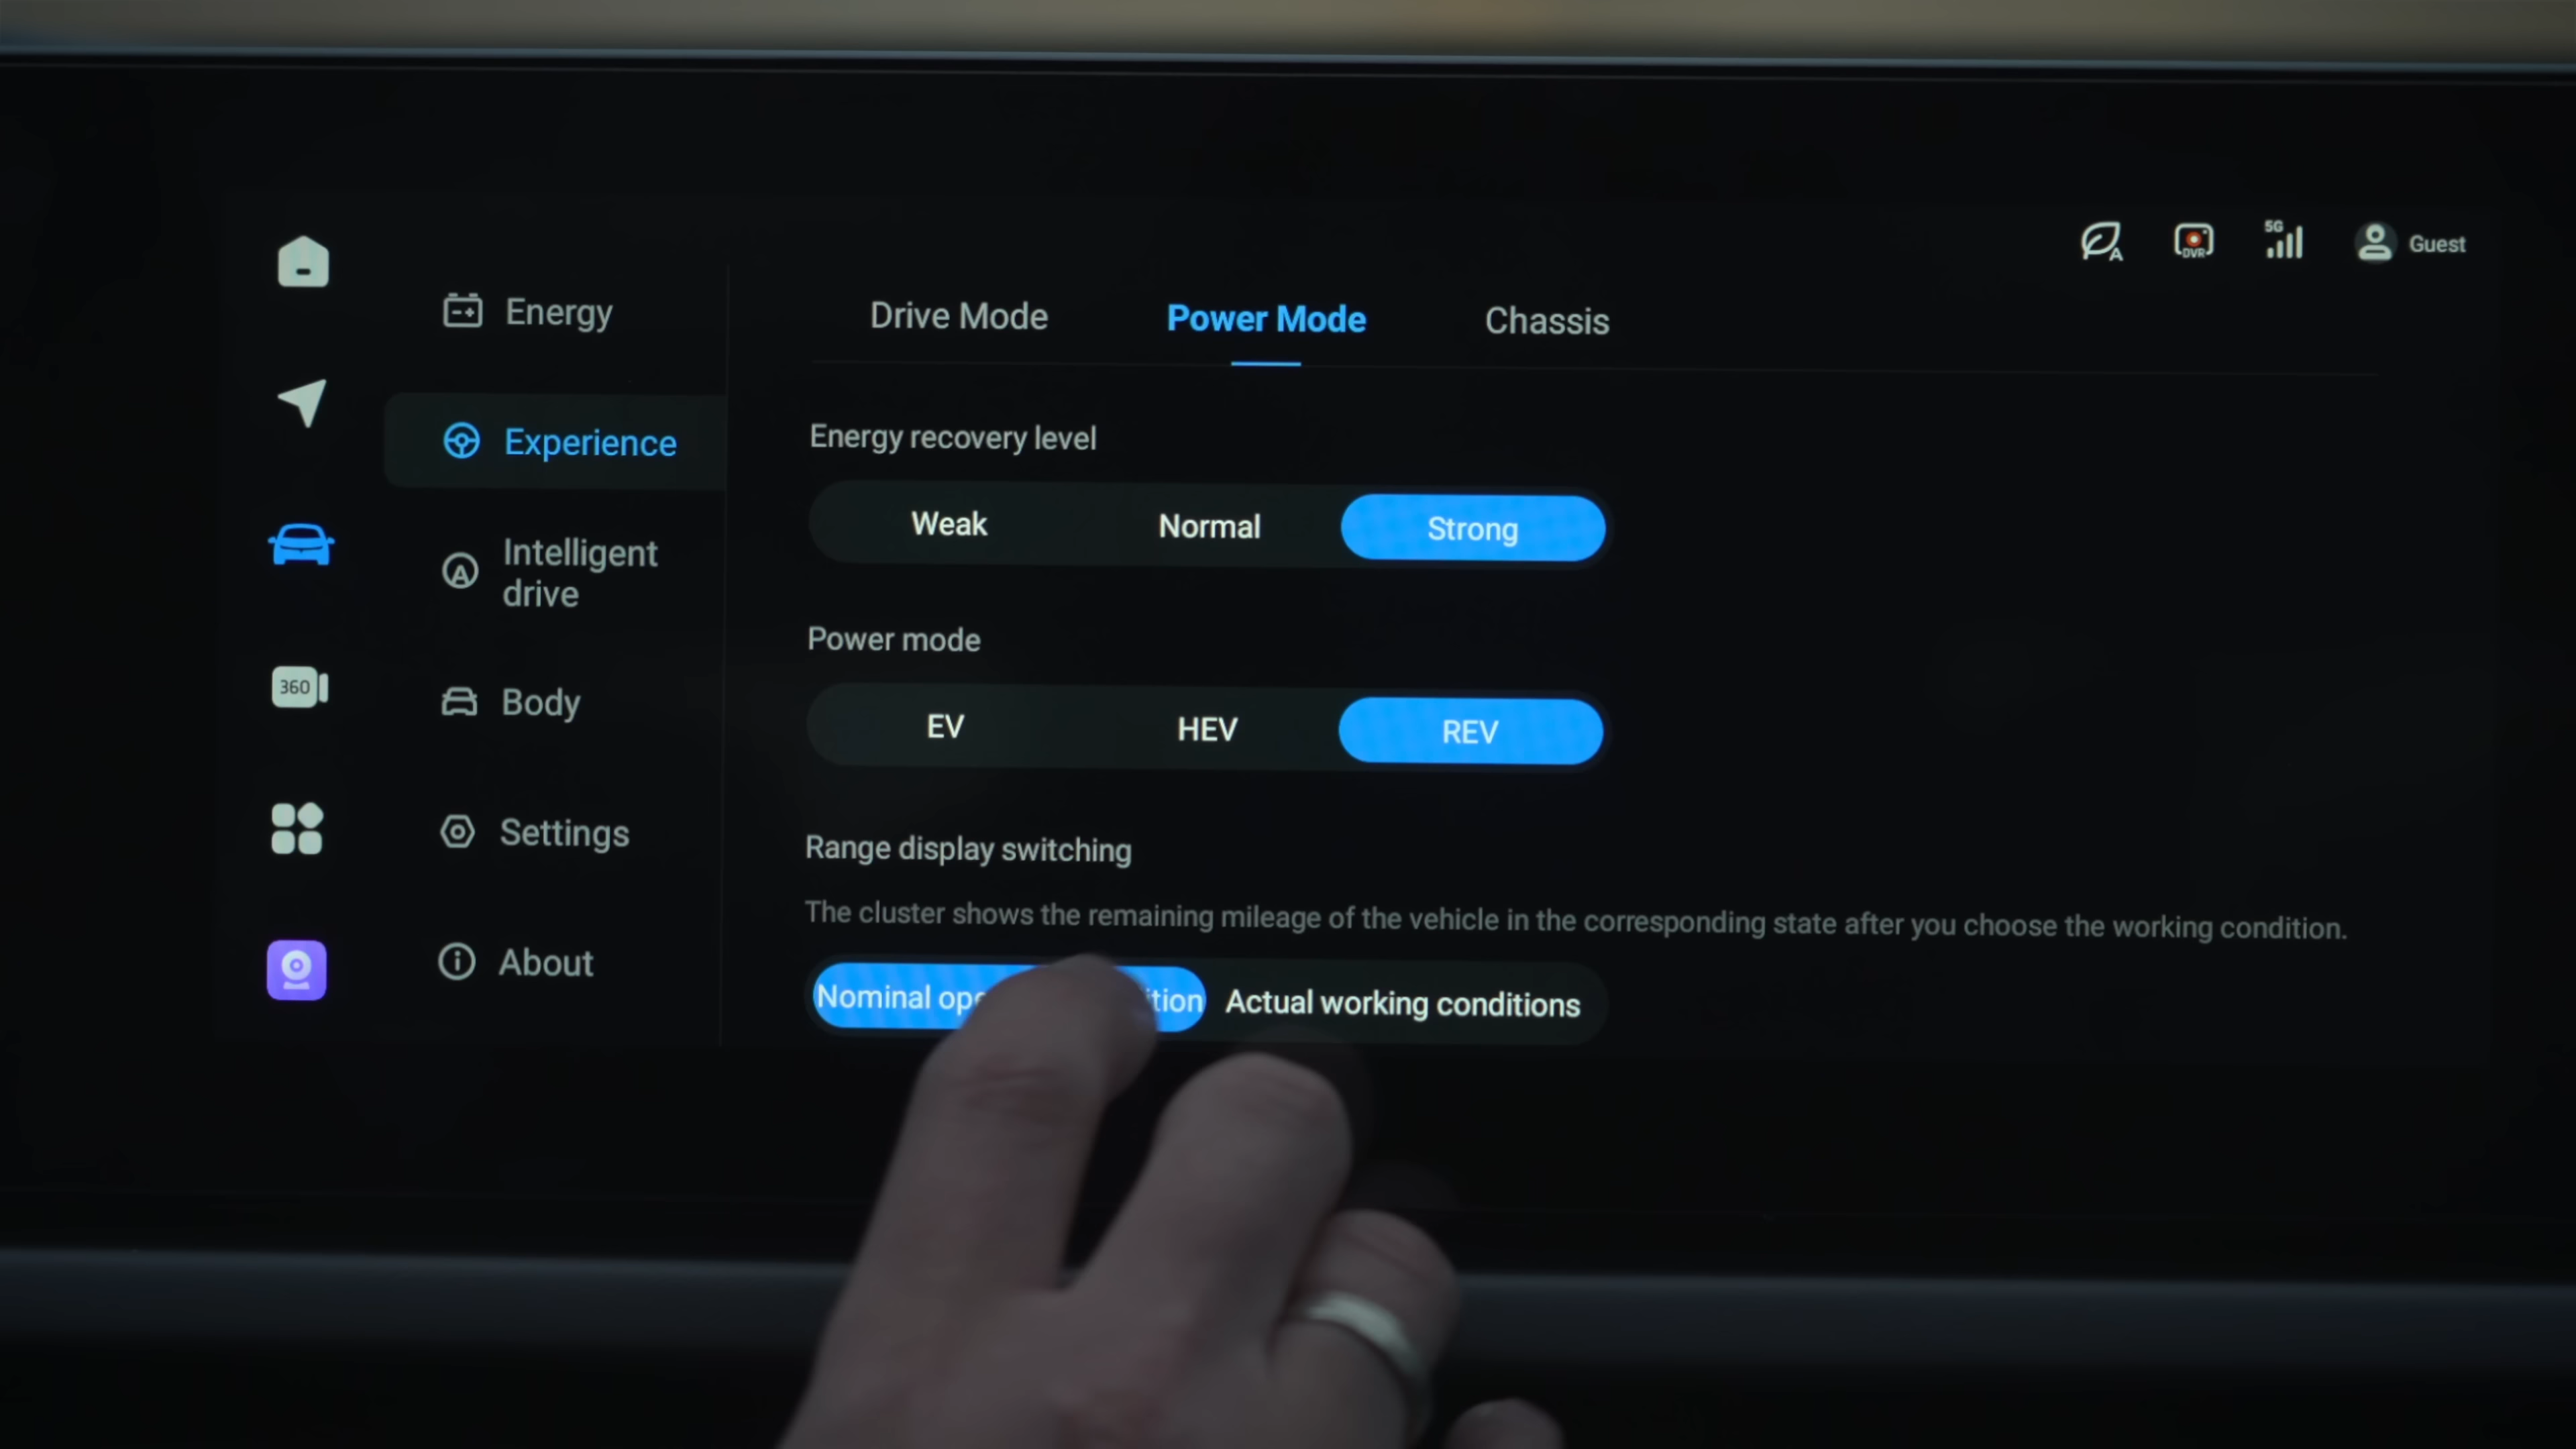 5G
DVR
Guest
Energy
Experience
Intelligent
drive
Body
Settings
About
360
Drive Mode
Power Mode
Chassis
Energy recovery level
Weak
Normal
Strong
Power mode
EV
HEV
REV
Range display switching
The cluster shows the remaining mileage of the vehicle in the corresponding state after you choose the working condition.
Nominal
Actual working conditions